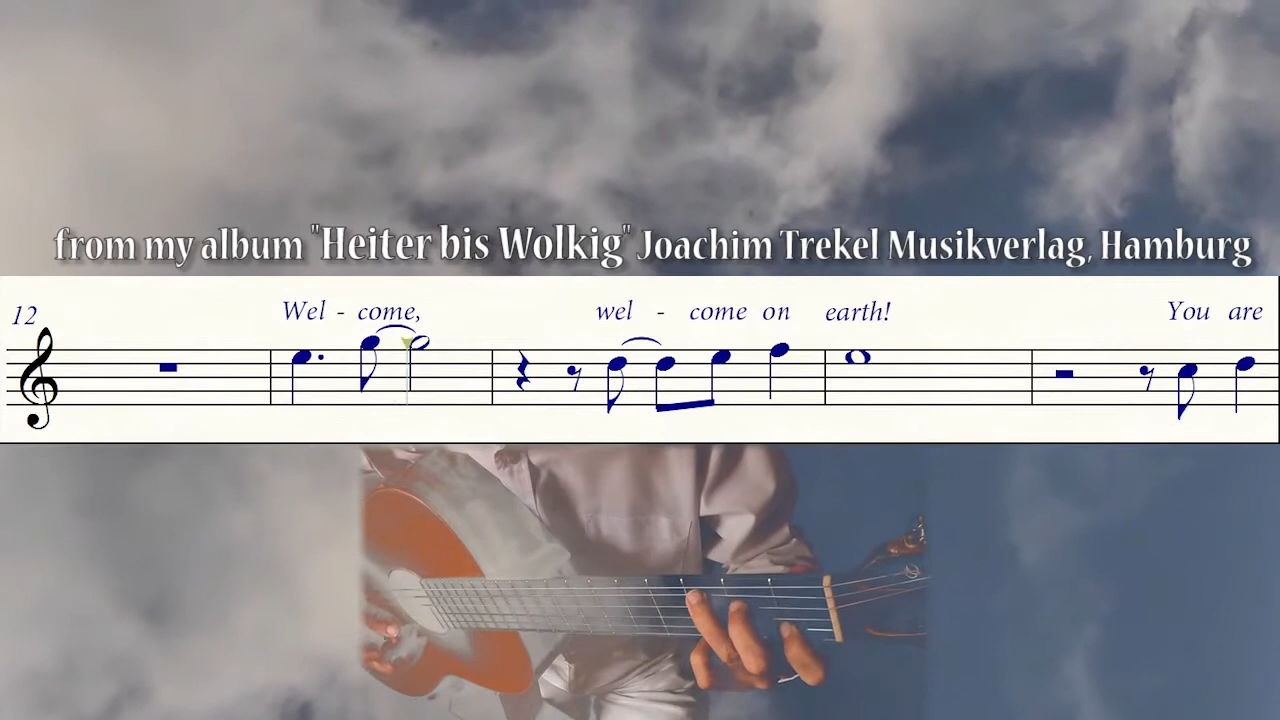 from my album "Heiter bis Wolkig" Joachim Trekel Musikverlag, Hamburg
12 Wel - come, wel - come on earth! You are